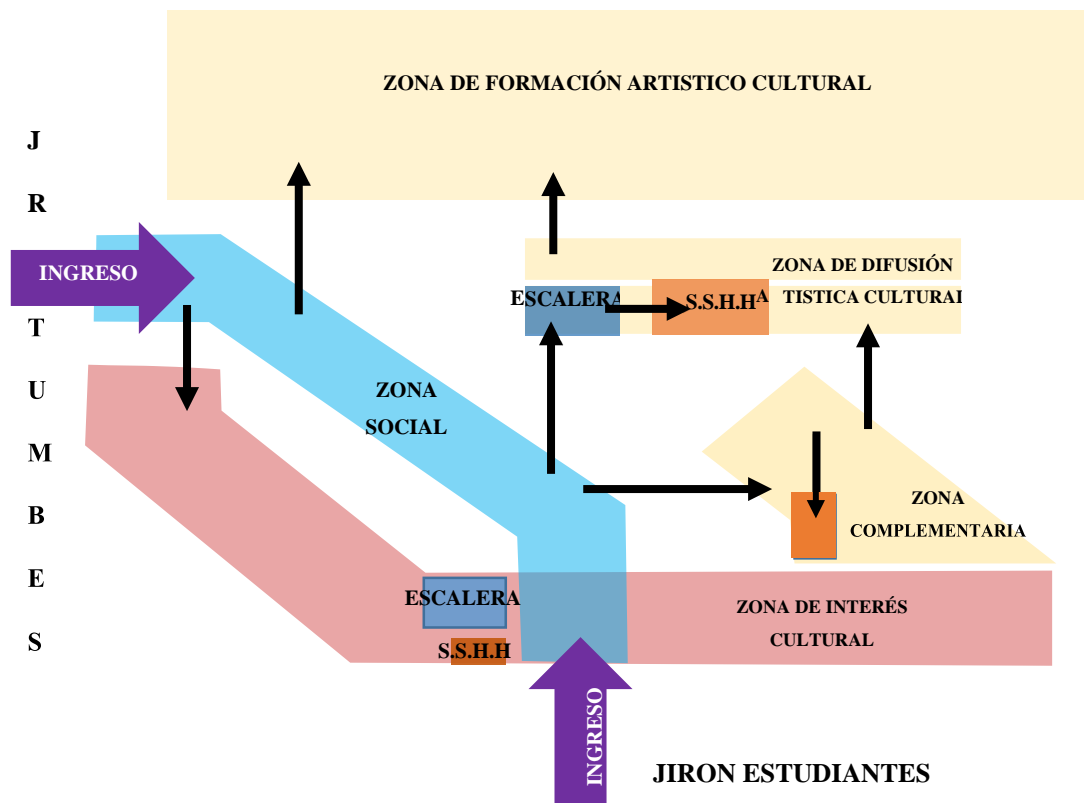 ZONA DE FORMACIÓN ARTISTICO CULTURAL
J
R
T
U
M
B
E
S
INGRESO
ZONA DE DIFUSIÓN
A
TISTICA CULTURAL
ESCALERA
S.S.H.H
ZONA
SOCIAL
ZONA
COMPLEMENTARIA
ESCALERA
S.S.H.H
ZONA DE INTERÉS
CULTURAL
INGRESO
JIRON ESTUDIANTES